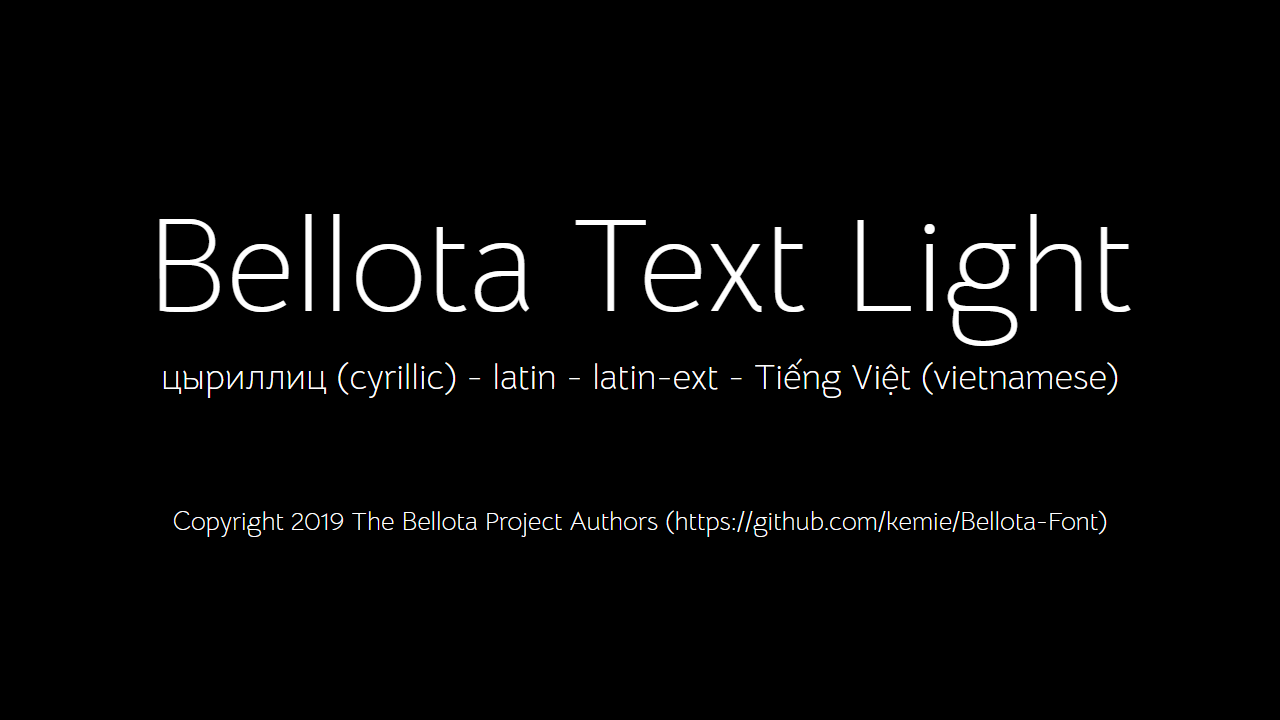 Bellota Text Light
цыриллиц (cyrillic) - latin - latin-ext - Tiếng Việt (vietnamese)
Copyright 2019 The Bellota Project Authors (https://github.com/kemie/Bellota-Font)